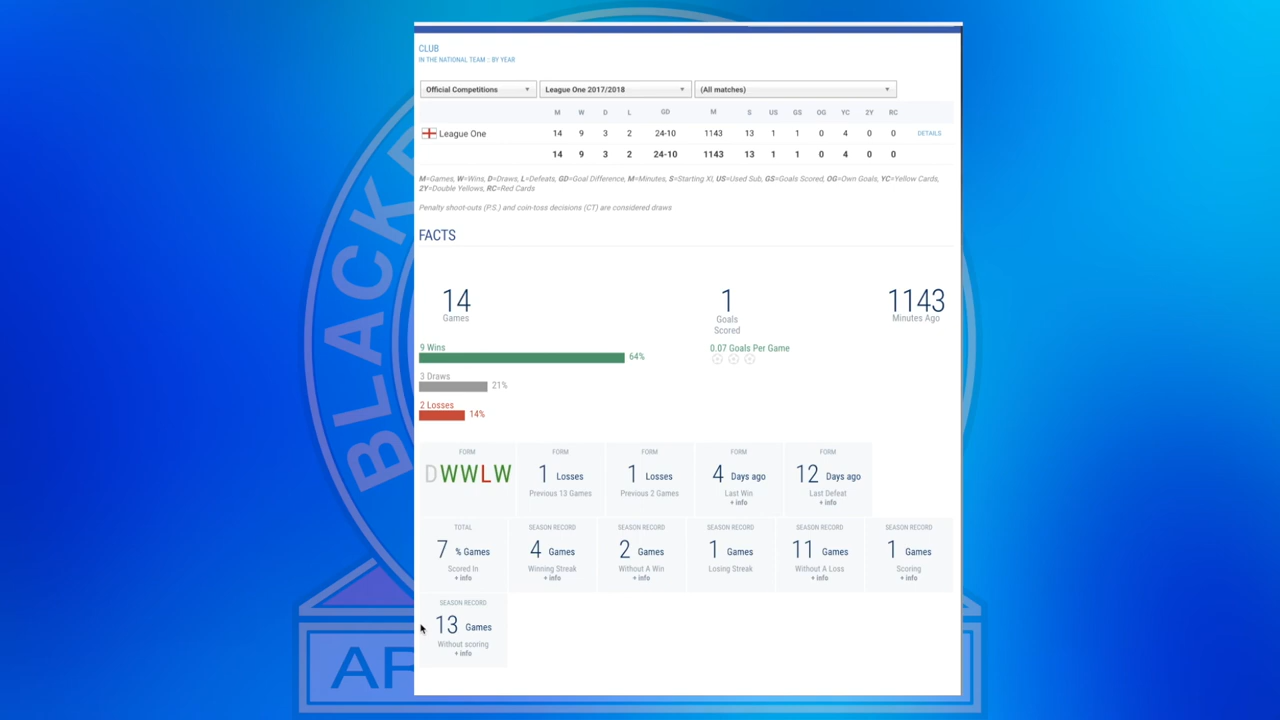 CLUB
IN THE NATIONAL TEAM :: BY YEAR
Official Competitions League One 2017/2018 (All matches)
M W D L GD M S US GS OG YC 2Y RC
League One 14 9 3 2 24-10 1143 13 1 1 0 4 0 0 DETAILS
14 9 3 2 24-10 1143 13 1 1 0 4 0 0
M=Games, W=Wins, D=Draws, L=Defeats, GD=Goal Difference, M=Minutes, S=Starting XI, US=Used Sub, GS=Goals Scored, OG=Own Goals, YC=Yellow Cards,
2Y=Double Yellows, RC=Red Cards
Penalty shoot-outs (P.S.) and coin-toss decisions (CT) are considered draws
FACTS
14 1 1143
Games Goals Minutes Ago
Scored
9 Wins 0.07 Goals Per Game
64%
3 Draws
21%
2 Losses
14%
FORM FORM FORM FORM FORM
DWWLW 1 Losses 1 Losses 4 Days ago 12 Days ago
Previous 13 Games Previous 2 Games Last Win Last Defeat
+ info + info
TOTAL SEASON RECORD SEASON RECORD SEASON RECORD SEASON RECORD SEASON RECORD
7 % Games 4 Games 2 Games 1 Games 11 Games 1 Games
Scored In Winning Streak Without A Win Losing Streak Without A Loss Scoring
+ info + info + info + info + info
SEASON RECORD
13 Games
Without scoring
+ info
BLACK
AR